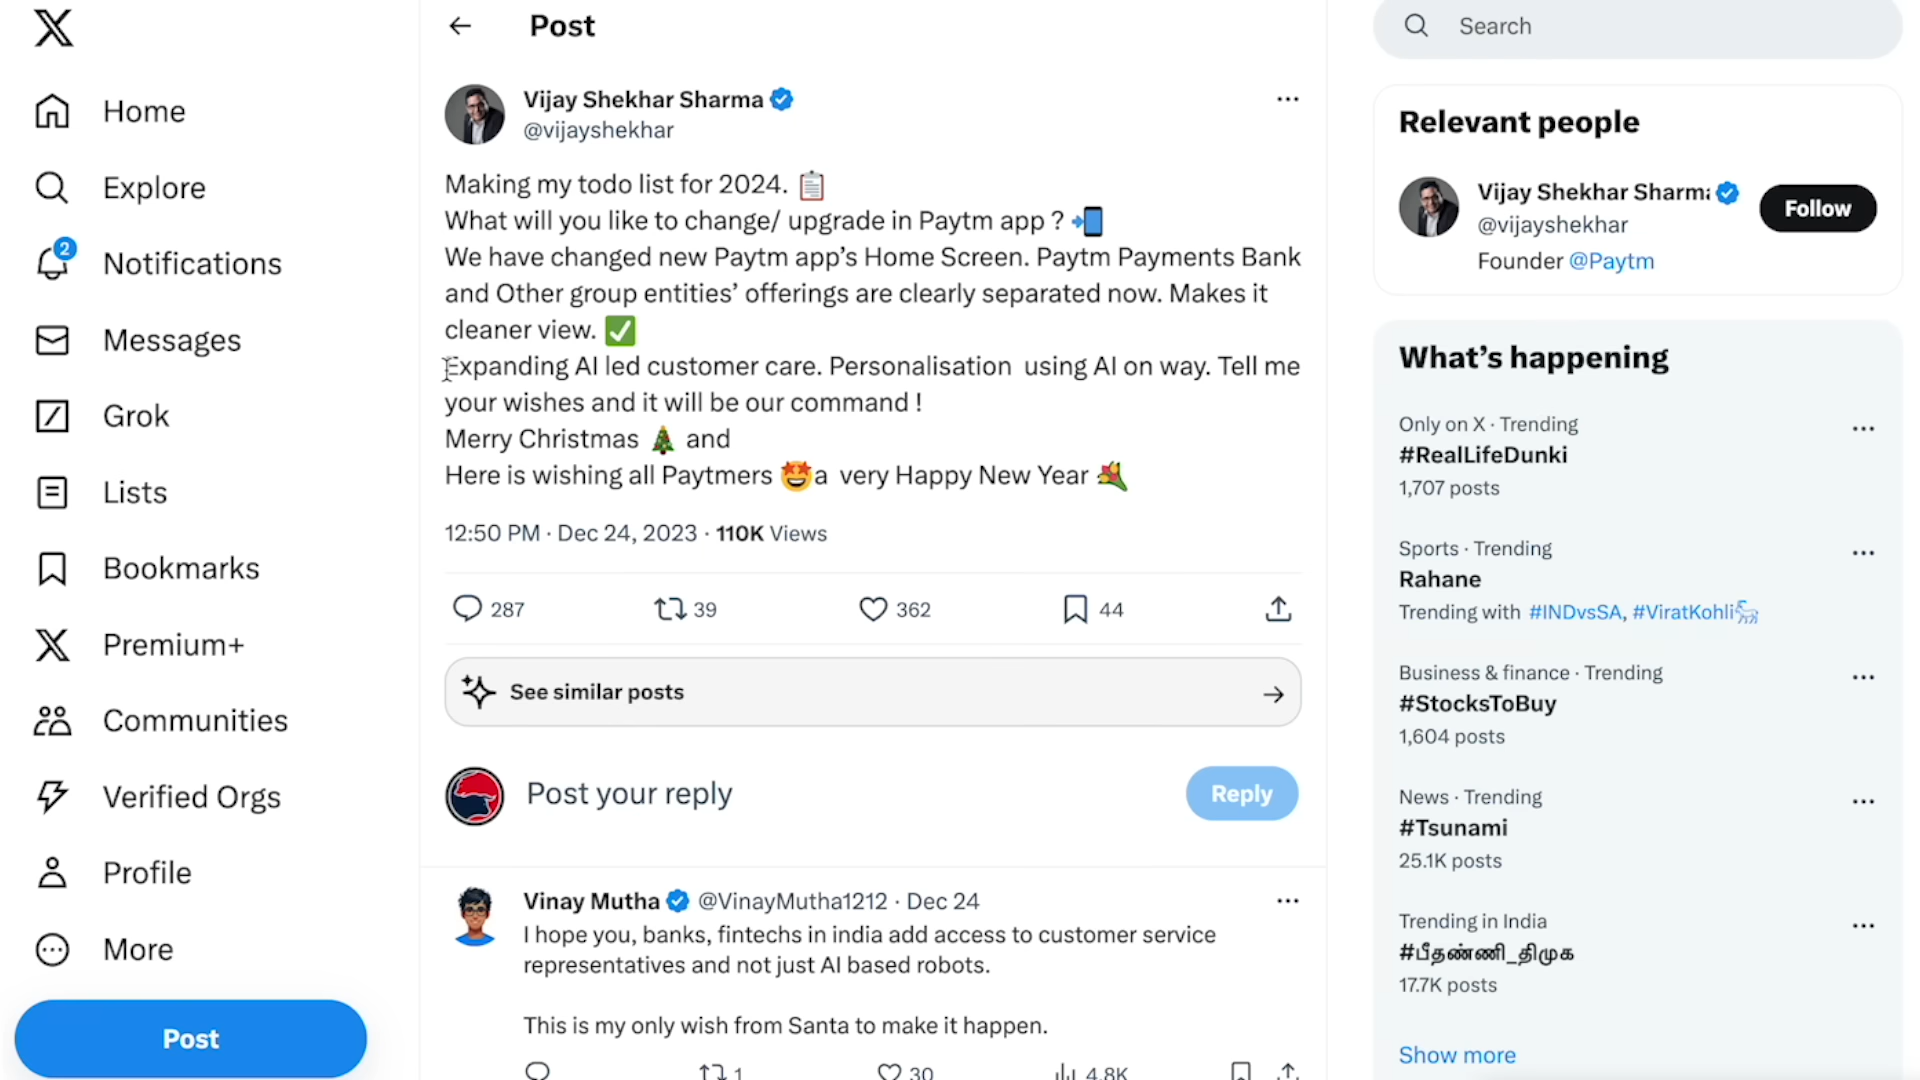 Home
Explore
2
Notifications
Messages
Grok
Lists
Bookmarks
Premium+
Communities
Verified Orgs
Profile
More
Post
Post
Vijay Shekhar Sharma
@vijayshekhar
Making my todo list for 2024. 📋
What will you like to change/ upgrade in Paytm app ? 📲
We have changed new Paytm app’s Home Screen. Paytm Payments Bank
and Other group entities’ offerings are clearly separated now. Makes it
cleaner view. ✅
Expanding AI led customer care. Personalisation  using AI on way. Tell me
your wishes and it will be our command !
Merry Christmas 🎄 and
Here is wishing all Paytmers 🤩a  very Happy New Year 💐
12:50 PM · Dec 24, 2023 · 110K Views
287 39 362 44
See similar posts
Post your reply
Reply
Vinay Mutha @VinayMutha1212 · Dec 24
I hope you, banks, fintechs in india add access to customer service
representatives and not just AI based robots.
This is my only wish from Santa to make it happen.
1 30 4.8K
Search
Relevant people
Vijay Shekhar Sharma
@vijayshekhar
Founder @Paytm
Follow
What’s happening
Only on X · Trending
#RealLifeDunki
1,707 posts
Sports · Trending
Rahane
Trending with #INDvsSA, #ViratKohli
Business & finance · Trending
#StocksToBuy
1,604 posts
News · Trending
#Tsunami
25.1K posts
Trending in India
#பீதண்ணி_திமுக
17.7K posts
Show more